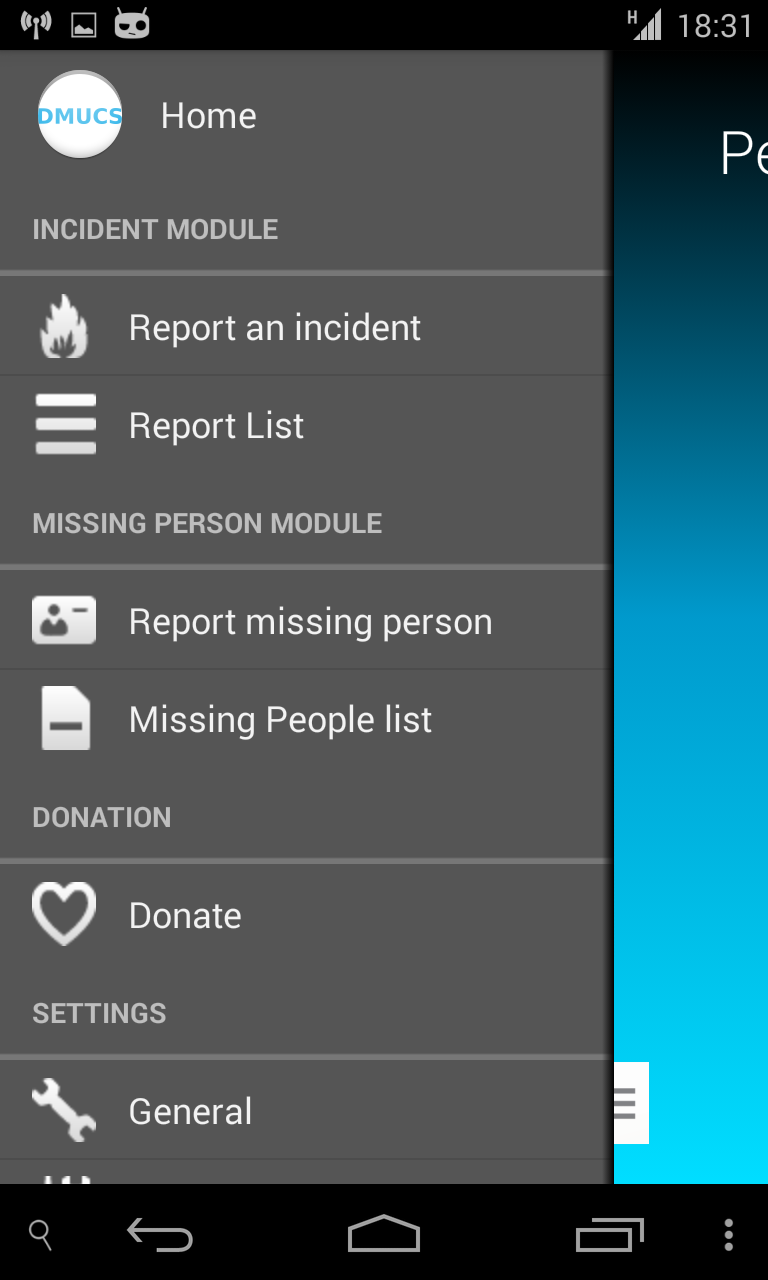 H 18:31
DMUCS Home
Pe
INCIDENT MODULE
Report an incident
Report List
MISSING PERSON MODULE
Report missing person
Missing People list
DONATION
Donate
SETTINGS
General